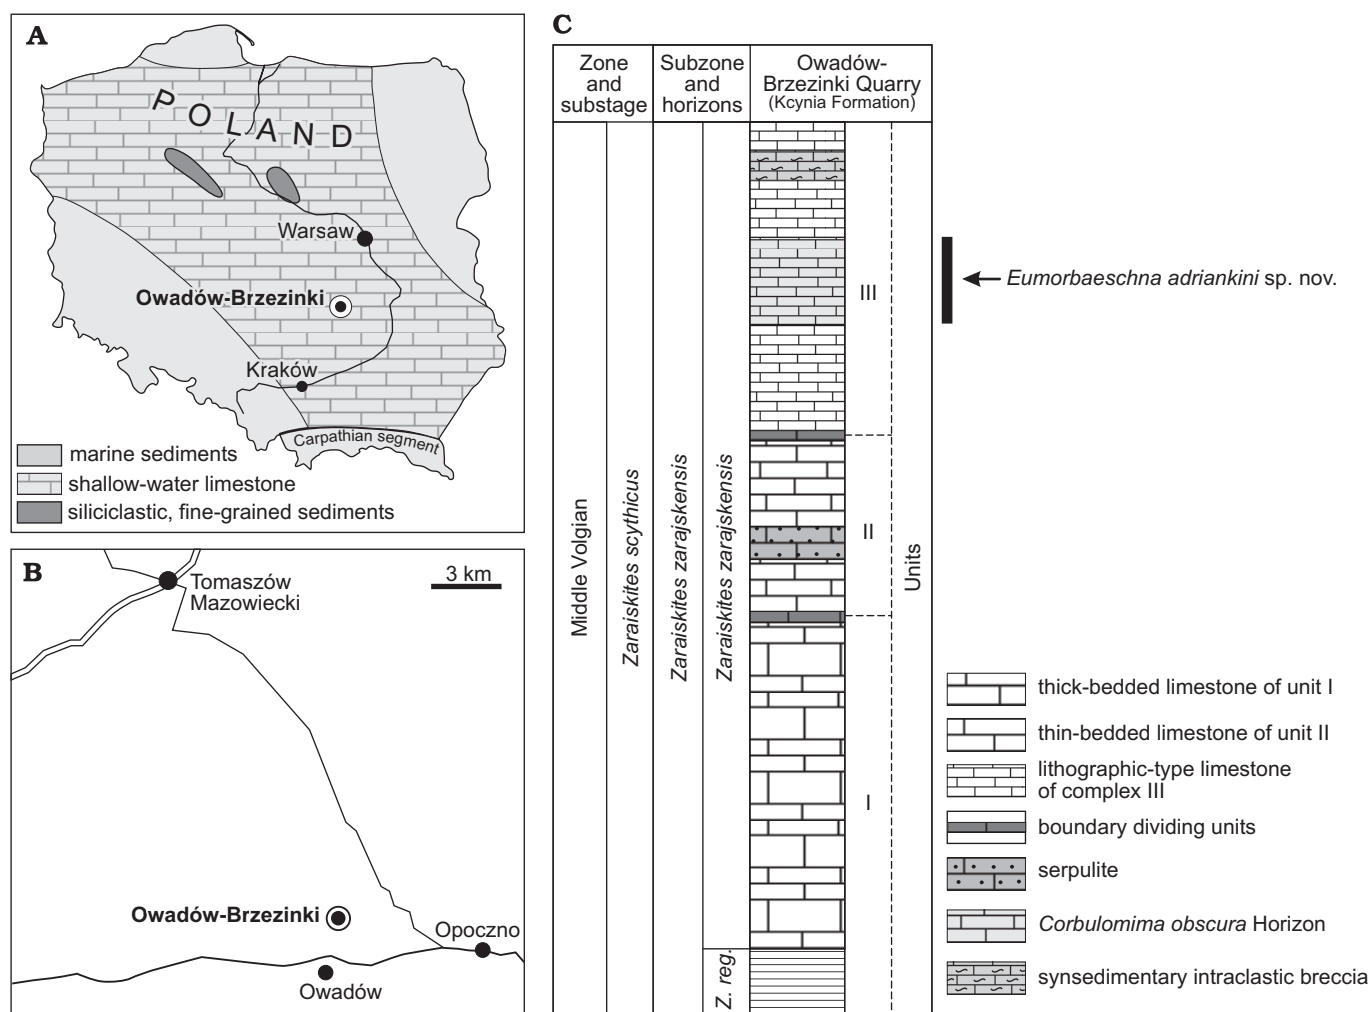 A
POLAND
Warsaw
Owadów-Brzezinki
Kraków
Carpathian segment
marine sediments
shallow-water limestone
siliciclastic, fine-grained sediments
B
3 km
Tomaszów
Mazowiecki
Owadów-Brzezinki
Opoczno
Owadów
C
Zone
and
substage
Subzone
and
horizons
Owadów-
Brzezinki Quarry
(Kcynia Formation)
Middle Volgian
Zaraiskites scythicus
Zaraiskites zarajskensis
Zaraiskites zarajskensis
Z. reg.
III
II
I
Units
Eumorbaeschna adriankini sp. nov.
thick-bedded limestone of unit I
thin-bedded limestone of unit II
lithographic-type limestone
of complex III
boundary dividing units
serpulite
Corbulomima obscura Horizon
synsedimentary intraclastic breccia